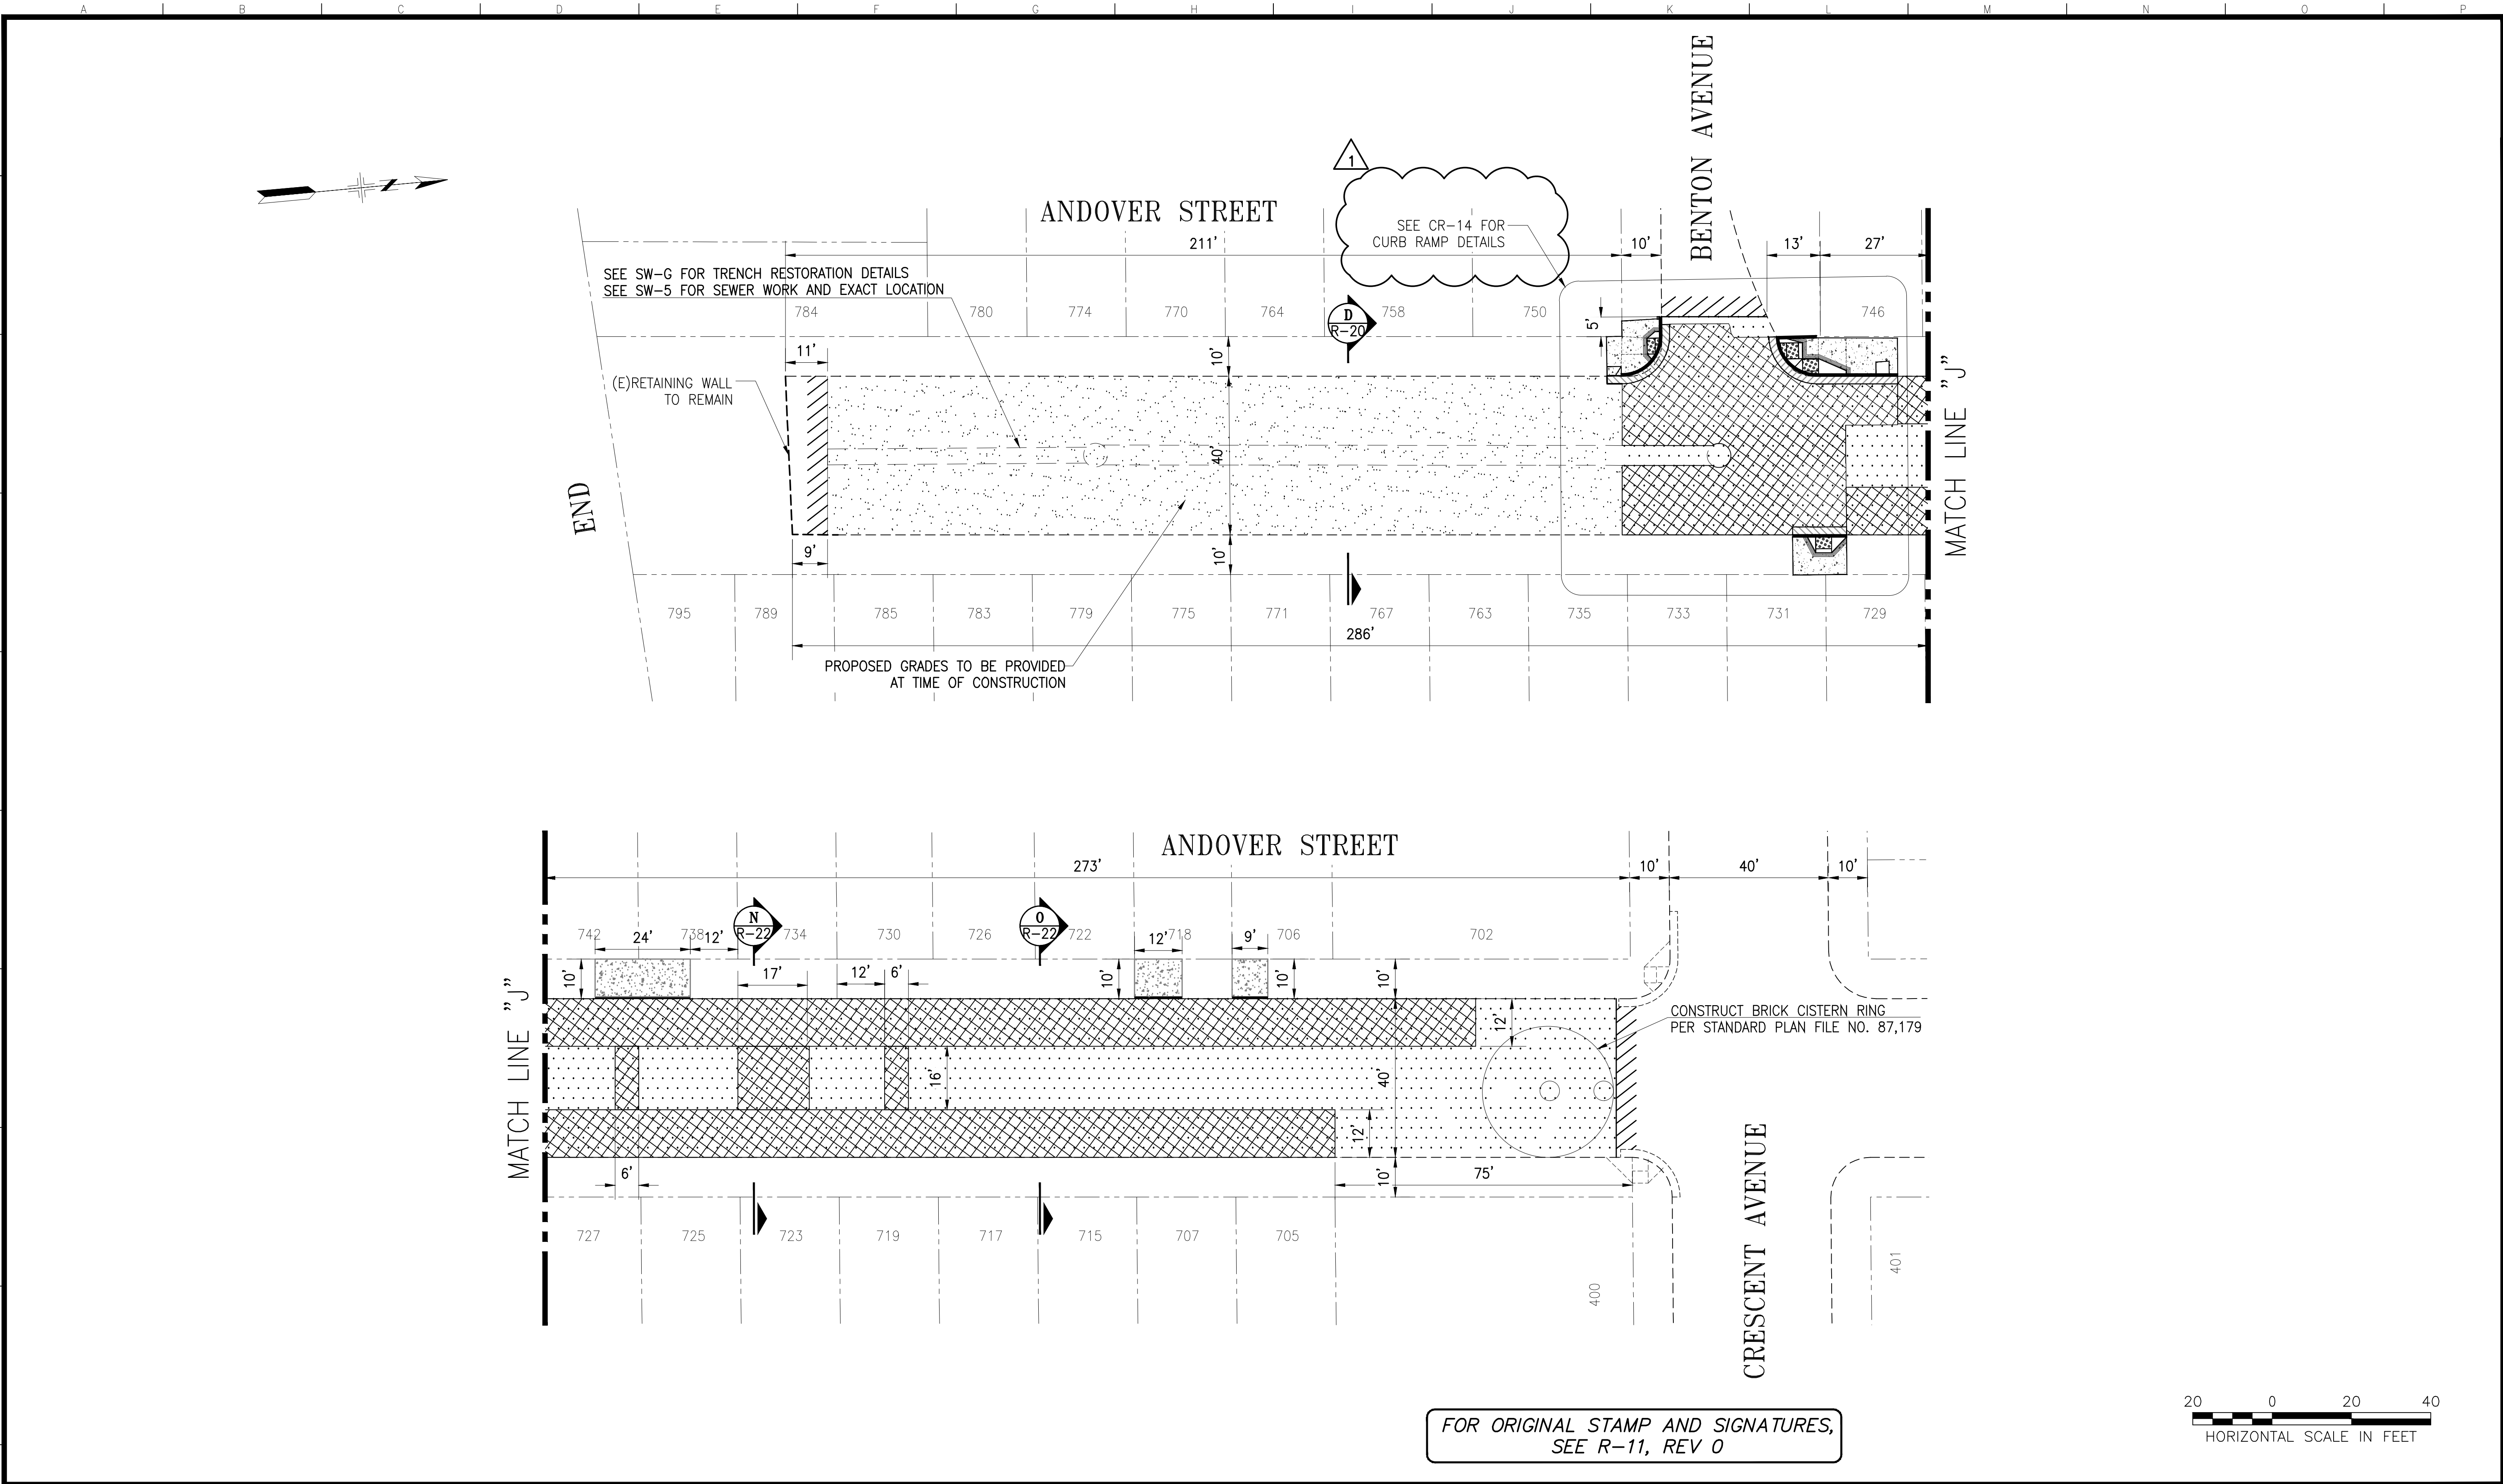 A B C D E F G H I J K L M N O P
BENTON AVENUE
1
ANDOVER STREET
SEE CR-14 FOR
CURB RAMP DETAILS
211'
10'
13'
27'
SEE SW-G FOR TRENCH RESTORATION DETAILS
SEE SW-5 FOR SEWER WORK AND EXACT LOCATION
784
780
774
770
764
D
R-20
758
750
5'
746
11'
10'
(E)RETAINING WALL
TO REMAIN
40'
MATCH LINE "J"
END
9'
10'
795
789
785
783
779
775
771
767
763
735
733
731
729
286'
PROPOSED GRADES TO BE PROVIDED
AT TIME OF CONSTRUCTION
ANDOVER STREET
273'
10'
40'
10'
742
24'
738
12'
N
R-22
734
730
726
O
R-22
722
12'
718
9'
706
702
10'
17'
12'
6'
10'
10'
10'
MATCH LINE "J"
12'
CONSTRUCT BRICK CISTERN RING
PER STANDARD PLAN FILE NO. 87,179
16'
40'
12'
6'
10'
75'
727
725
723
719
717
715
707
705
400
CRESCENT AVENUE
401
FOR ORIGINAL STAMP AND SIGNATURES,
SEE R-11, REV 0
20 0 20 40
HORIZONTAL SCALE IN FEET